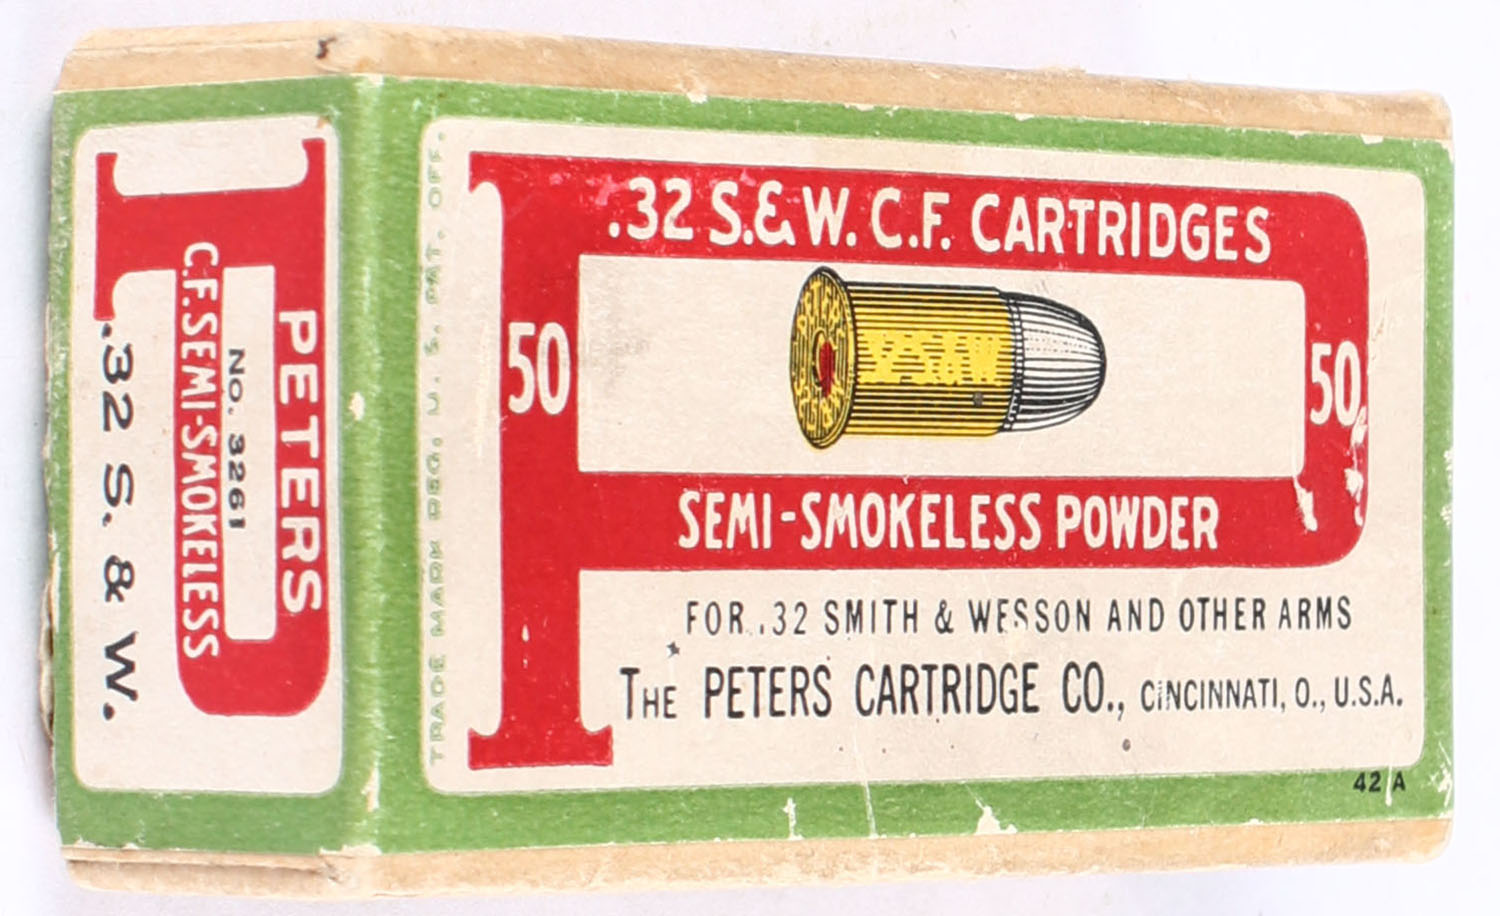 .32 S.&W. C.F. CARTRIDGES
50
50
SEMI-SMOKELESS POWDER
FOR .32 SMITH & WESSON AND OTHER ARMS
THE PETERS CARTRIDGE CO., CINCINNATI, O., U.S.A.
42 A
TRADE MARK REG. U. S. PAT. OFF.
PETERS
No. 3261
C.F. SEMI-SMOKELESS
.32 S. & W.